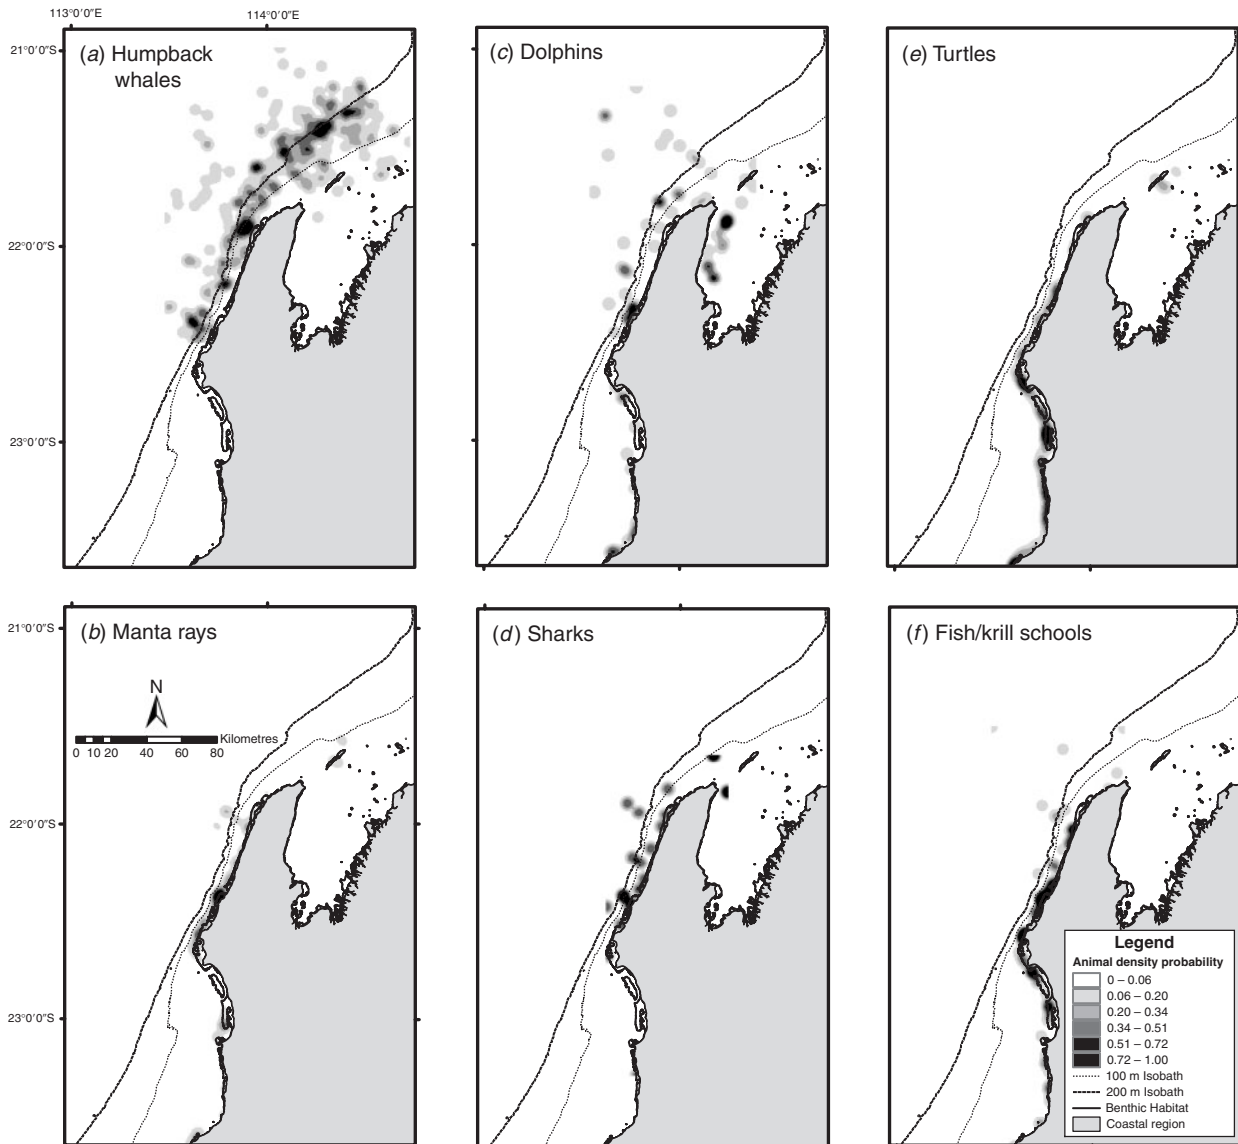 113°0′0″E
114°0′0″E
21°0′0″S
22°0′0″S
23°0′0″S
(a) Humpback
whales
(c) Dolphins
(e) Turtles
21°0′0″S
22°0′0″S
23°0′0″S
(b) Manta rays
N
Kilometres
0 10 20 40 60 80
(d) Sharks
(f) Fish/krill schools
Legend
Animal density probability
0 – 0.06
0.06 – 0.20
0.20 – 0.34
0.34 – 0.51
0.51 – 0.72
0.72 – 1.00
100 m Isobath
200 m Isobath
Benthic Habitat
Coastal region